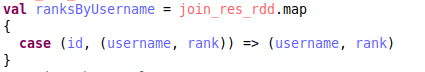 val ranksByUsername = join_res_rdd.map
{
case (id, (username, rank)) => (username, rank)
}